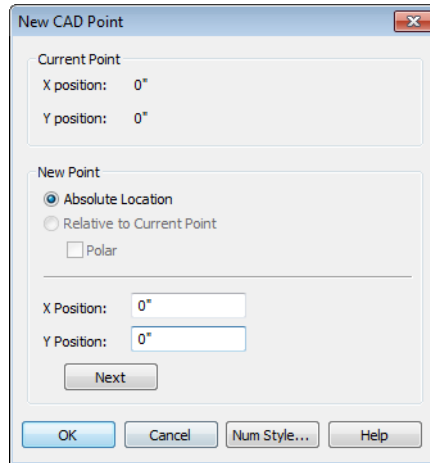 New CAD Point
Current Point
X position: 0"
Y position: 0"
New Point
Absolute Location
Relative to Current Point
Polar
X Position: 0"
Y Position: 0"
Next
OK Cancel Num Style... Help